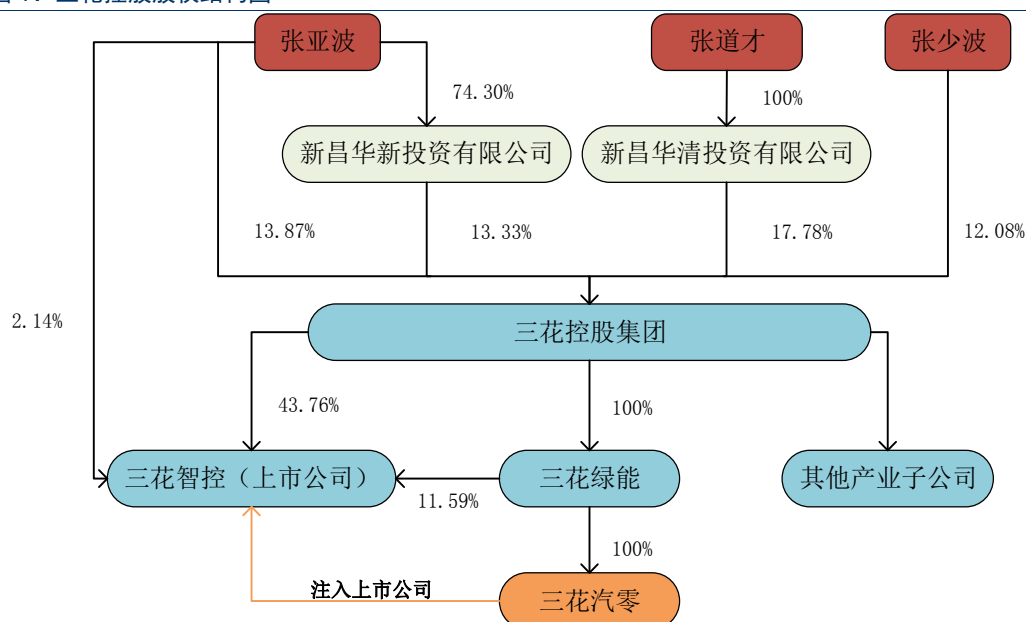 张亚波
张道才
张少波
74.30%
100%
新昌华新投资有限公司
新昌华清投资有限公司
13.87%
13.33%
17.78%
12.08%
2.14%
三花控股集团
43.76%
100%
三花智控（上市公司）
三花绿能
其他产业子公司
11.59%
100%
注入上市公司
三花汽零